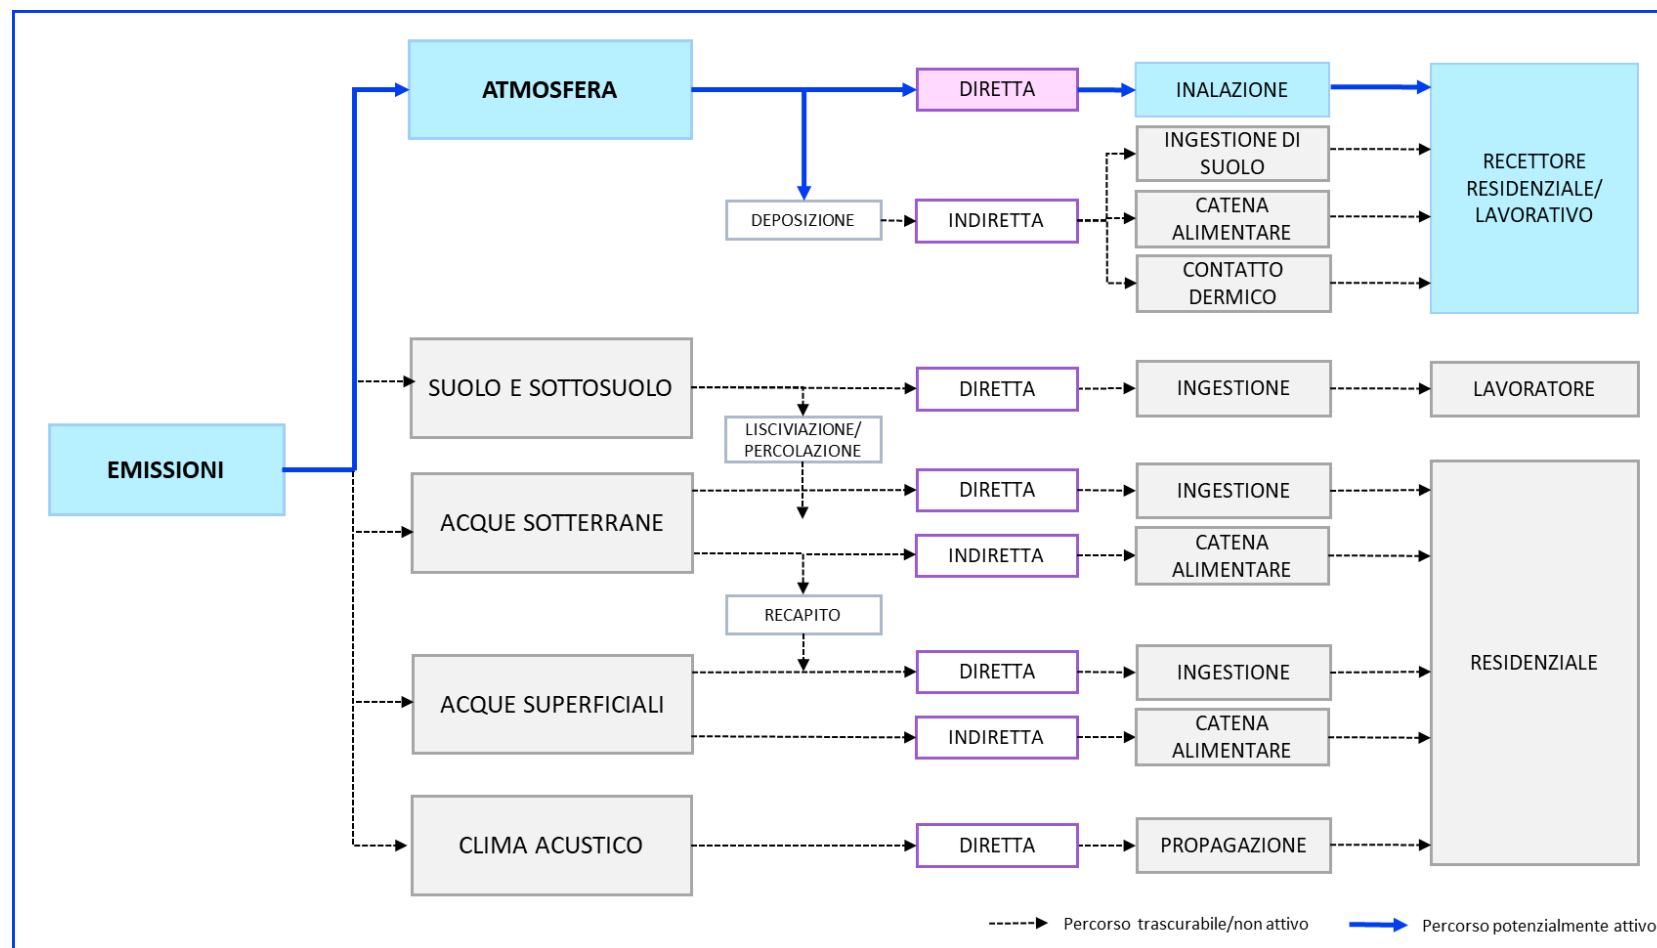 ATMOSFERA
DIRETTA
INALAZIONE
INGESTIONE DI
SUOLO
RECETTORE
RESIDENZIALE/
LAVORATIVO
DEPOSIZIONE
INDIRETTA
CATENA
ALIMENTARE
CONTATTO
DERMICO
SUOLO E SOTTOSUOLO
DIRETTA
INGESTIONE
LAVORATORE
LISCIVIAZIONE/
PERCOLAZIONE
EMISSIONI
ACQUE SOTTERRANE
DIRETTA
INGESTIONE
INDIRETTA
CATENA
ALIMENTARE
RECAPITO
ACQUE SUPERFICIALI
DIRETTA
INGESTIONE
RESIDENZIALE
INDIRETTA
CATENA
ALIMENTARE
CLIMA ACUSTICO
DIRETTA
PROPAGAZIONE
Percorso trascurabile/non attivo
Percorso potenzialmente attivo